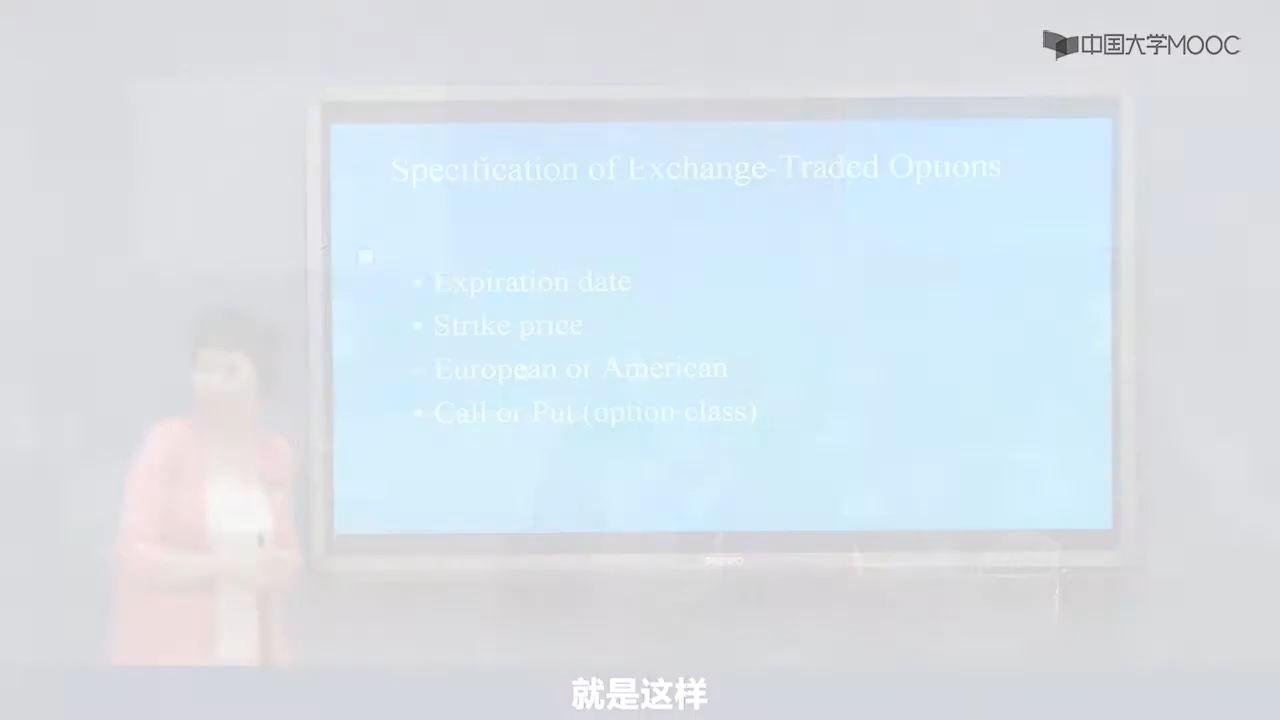 中国大学MOOC
Specification of Exchange-Traded Options
• Expiration date
• Strike price
• European or American
• Call or Put (option class)
就是这样